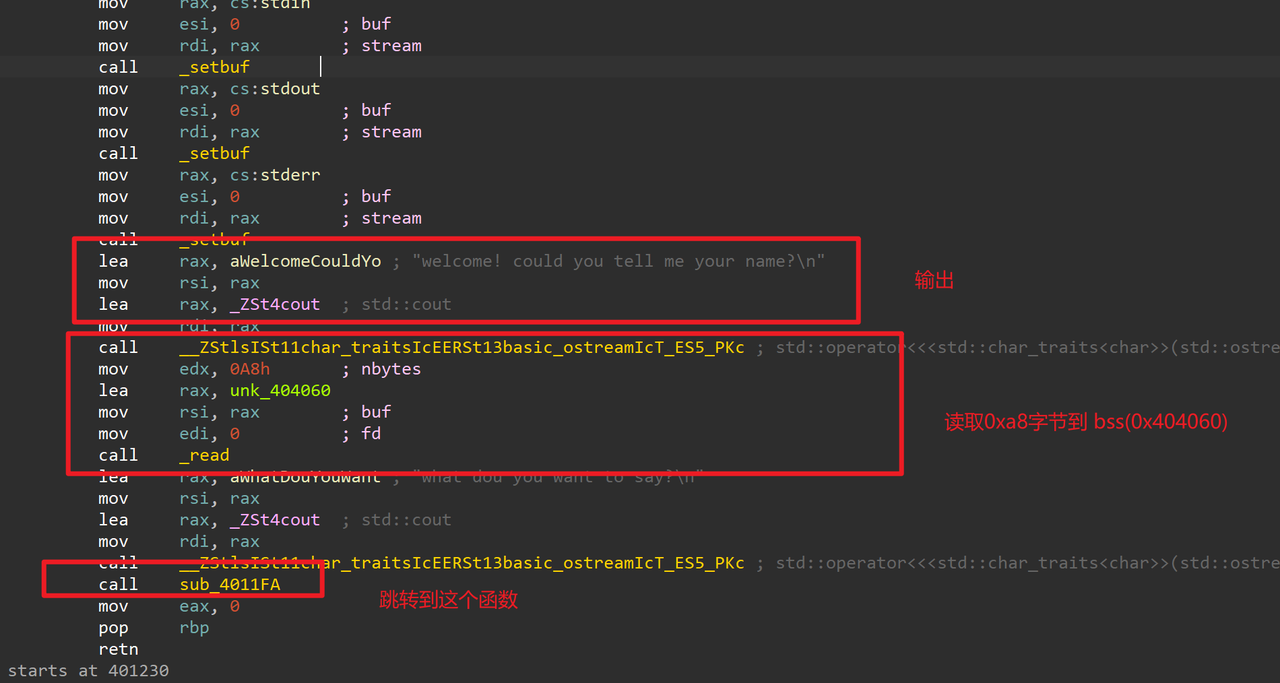 mov rax, cs:stdin
mov esi, 0 ; buf
mov rdi, rax ; stream
call _setbuf
mov rax, cs:stdout
mov esi, 0 ; buf
mov rdi, rax ; stream
call _setbuf
mov rax, cs:stderr
mov esi, 0 ; buf
mov rdi, rax ; stream
call _setbuf
lea rax, aWelcomeCouldYo ; "welcome! could you tell me your name?\n"
输出
mov rsi, rax
lea rax, _ZSt4cout ; std::cout
mov rdi, rax
call __ZStlsISt11char_traitsIcEERSt13basic_ostreamIcT_ES5_PKc ; std::operator<<<std::char_traits<char>>(std::ostre
mov edx, 0A8h ; nbytes
lea rax, unk_404060
mov rsi, rax ; buf
读取0xa8字节到 bss(0x404060)
mov edi, 0 ; fd
call _read
lea rax, aWhatDouYouWant ; "what dou you want to say?\n"
mov rsi, rax
lea rax, _ZSt4cout ; std::cout
mov rdi, rax
call __ZStlsISt11char_traitsIcEERSt13basic_ostreamIcT_ES5_PKc ; std::operator<<<std::char_traits<char>>(std::ostre
call sub_4011FA
跳转到这个函数
mov eax, 0
pop rbp
retn
starts at 401230